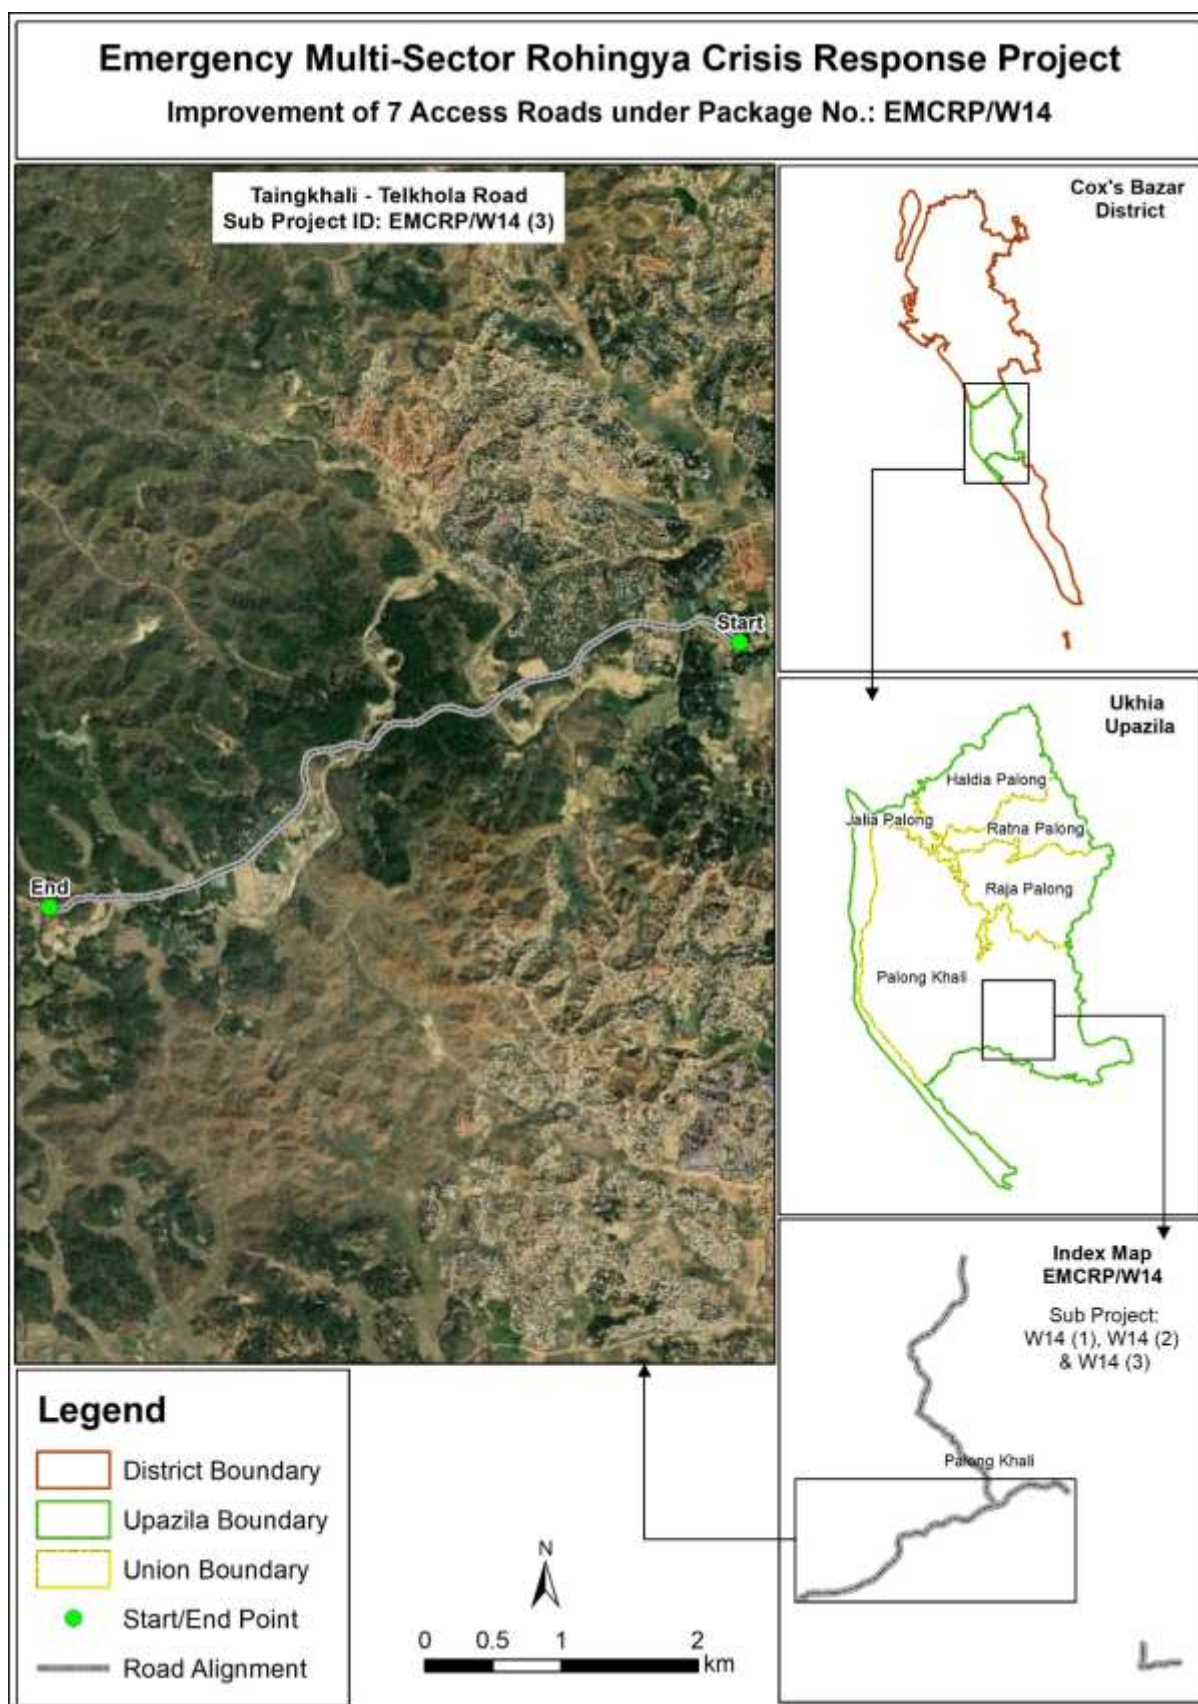 Emergency Multi-Sector Rohingya Crisis Response Project
Improvement of 7 Access Roads under Package No.: EMCRP/W14
Taingkhali - Telkhola Road
Sub Project ID: EMCRP/W14 (3)
Start
End
Cox's Bazar
District
Ukhia
Upazila
Haldia Palong
Jalia Palong
Ratna Palong
Raja Palong
Palong Khali
Index Map
EMCRP/W14
Sub Project:
W14 (1), W14 (2)
& W14 (3)
Palong Khali
Legend
District Boundary
Upazila Boundary
Union Boundary
Start/End Point
Road Alignment
N
0 0.5 1 2
km